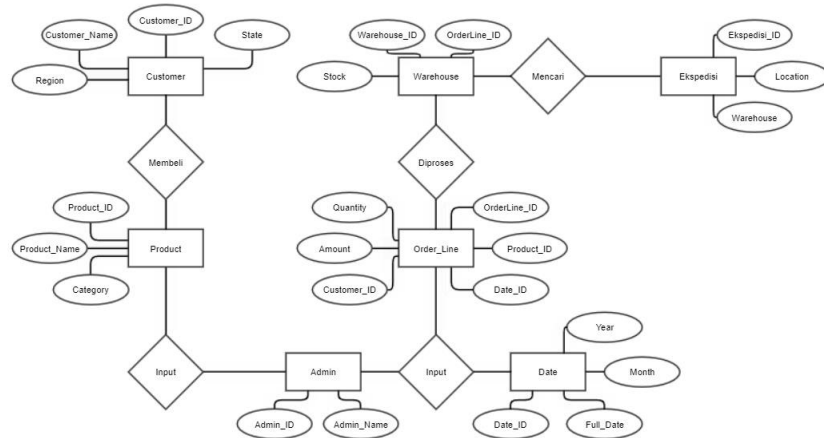 Customer_ID
Customer_Name
State
Region
Customer
Warehouse_ID
OrderLine_ID
Stock
Warehouse
Mencari
Ekspedisi_ID
Ekspedisi
Location
Warehouse
Membeli
Diproses
Product_ID
Product_Name
Product
Category
Quantity
OrderLine_ID
Amount
Order_Line
Product_ID
Customer_ID
Date_ID
Year
Input
Admin
Input
Date
Month
Admin_ID
Admin_Name
Date_ID
Full_Date